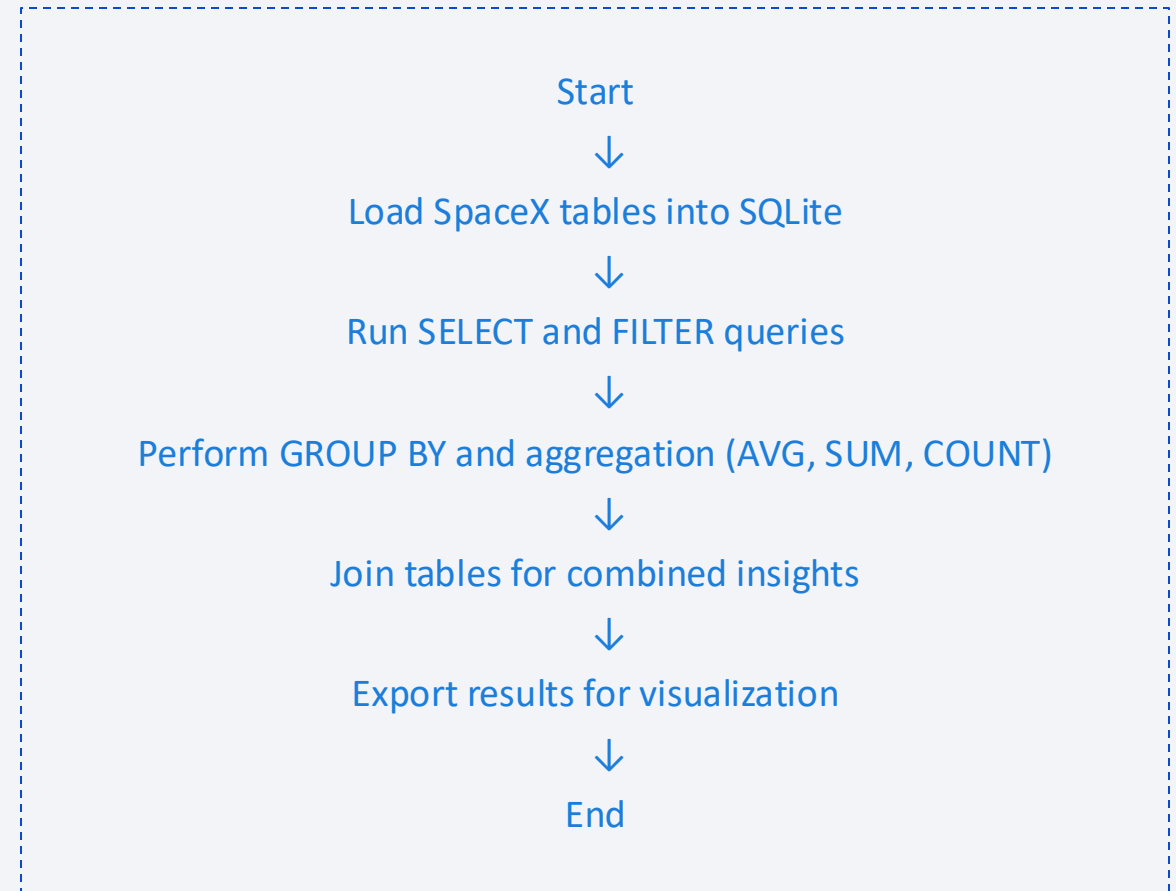 Start
↓
Load SpaceX tables into SQLite
↓
Run SELECT and FILTER queries
↓
Perform GROUP BY and aggregation (AVG, SUM, COUNT)
↓
Join tables for combined insights
↓
Export results for visualization
↓
End